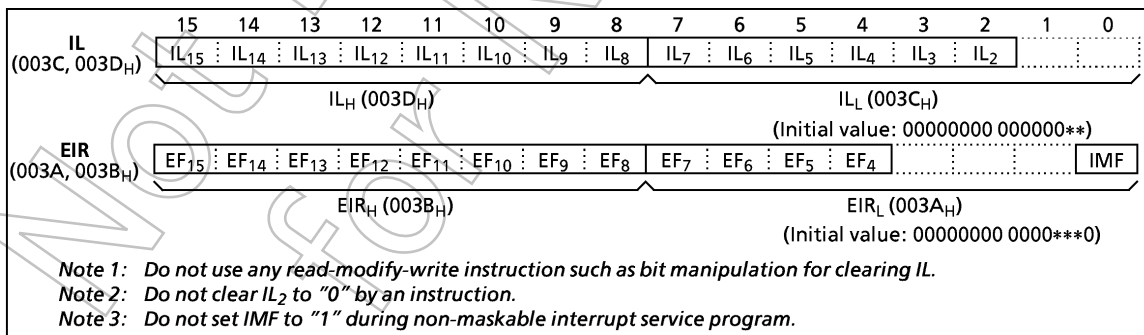 15 14 13 12 11 10 9 8 7 6 5 4 3 2 1 0
IL IL15 IL14 IL13 IL12 IL11 IL10 IL9 IL8 IL7 IL6 IL5 IL4 IL3 IL2
(003C, 003DH)
ILH (003DH) ILL (003CH)
(Initial value: 00000000 000000**)
EIR EF15 EF14 EF13 EF12 EF11 EF10 EF9 EF8 EF7 EF6 EF5 EF4 IMF
(003A, 003BH)
EIRH (003BH) EIRL (003AH)
(Initial value: 00000000 0000***0)
Note 1: Do not use any read-modify-write instruction such as bit manipulation for clearing IL.
Note 2: Do not clear IL2 to "0" by an instruction.
Note 3: Do not set IMF to "1" during non-maskable interrupt service program.
Not
for